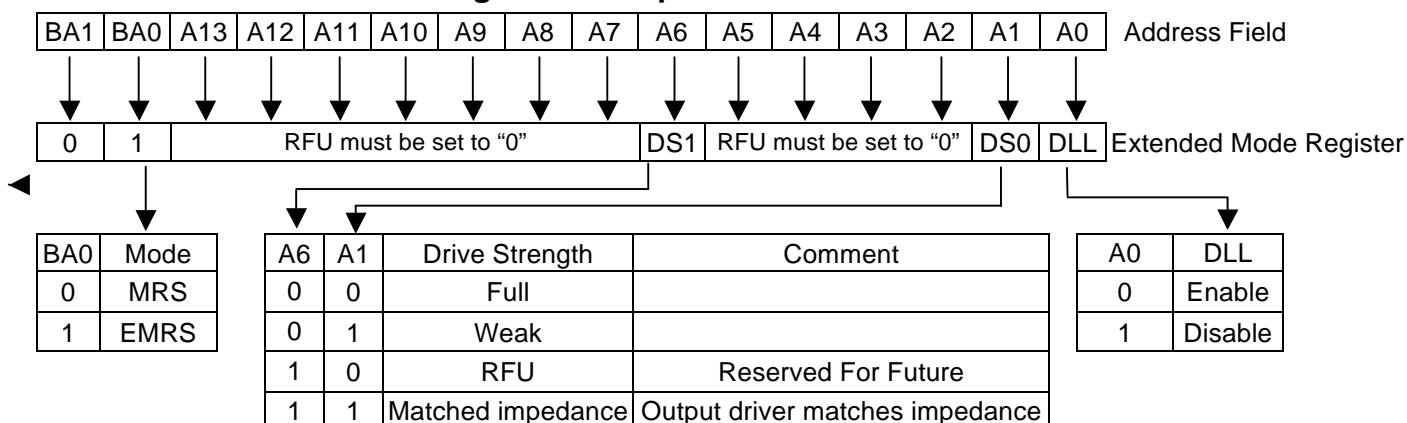 BA1 BA0 A13 A12 A11 A10 A9 A8 A7 A6 A5 A4 A3 A2 A1 A0 Address Field
0 1 RFU must be set to “0” DS1 RFU must be set to “0” DS0 DLL Extended Mode Register
BA0 Mode
0 MRS
1 EMRS
A6 A1 Drive Strength Comment
0 0 Full
0 1 Weak
1 0 RFU Reserved For Future
1 1 Matched impedance Output driver matches impedance
A0 DLL
0 Enable
1 Disable